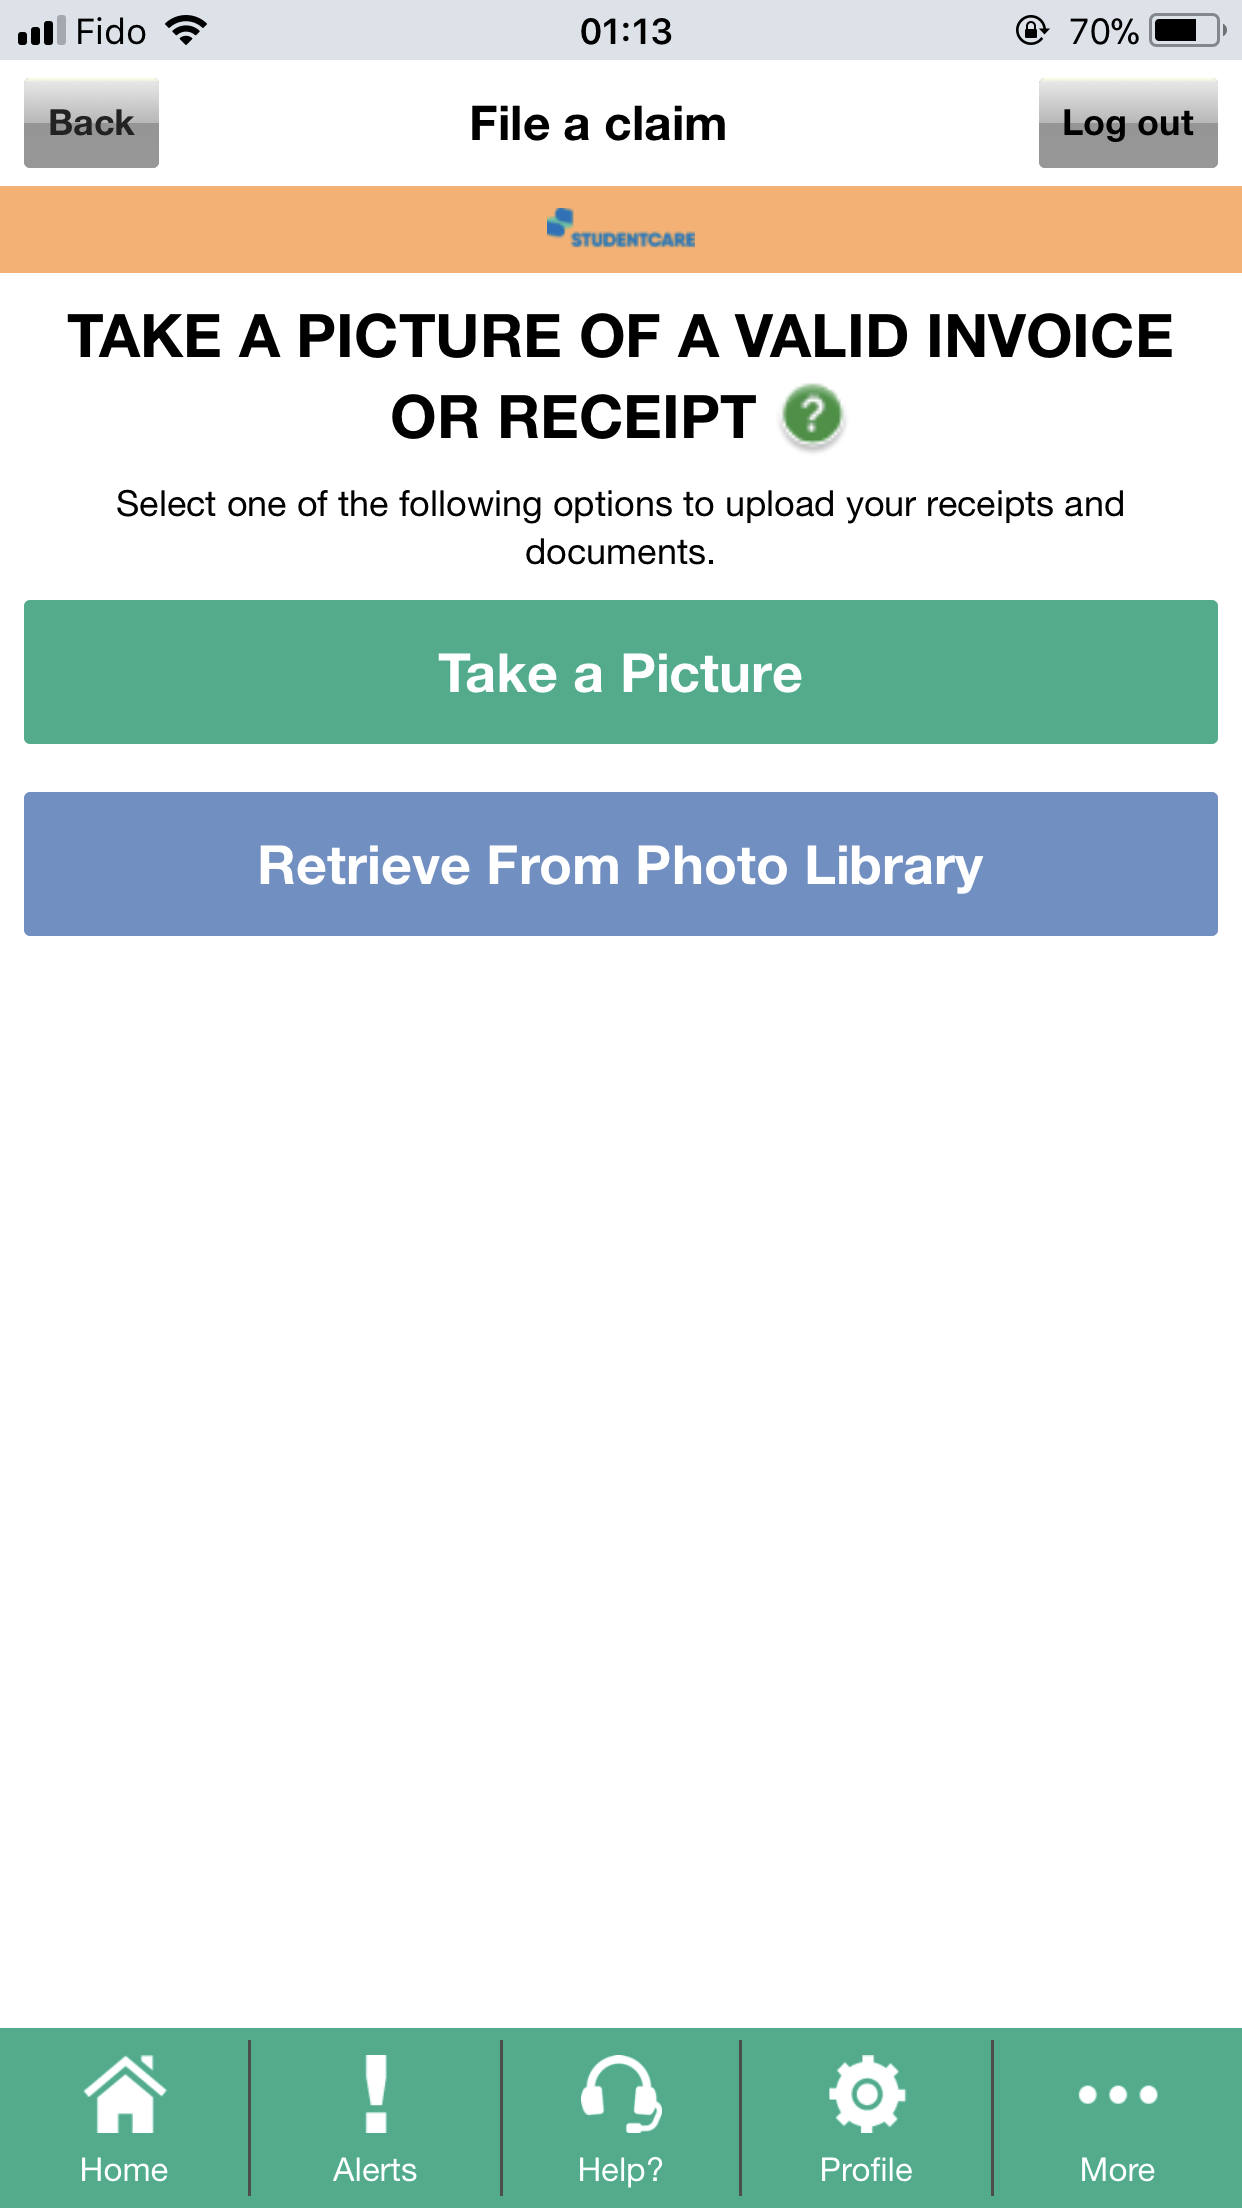 Fido 01:13 70%
Back File a claim Log out
STUDENTCARE
TAKE A PICTURE OF A VALID INVOICE
OR RECEIPT ?
Select one of the following options to upload your receipts and
documents.
Take a Picture
Retrieve From Photo Library
Home Alerts Help? Profile More